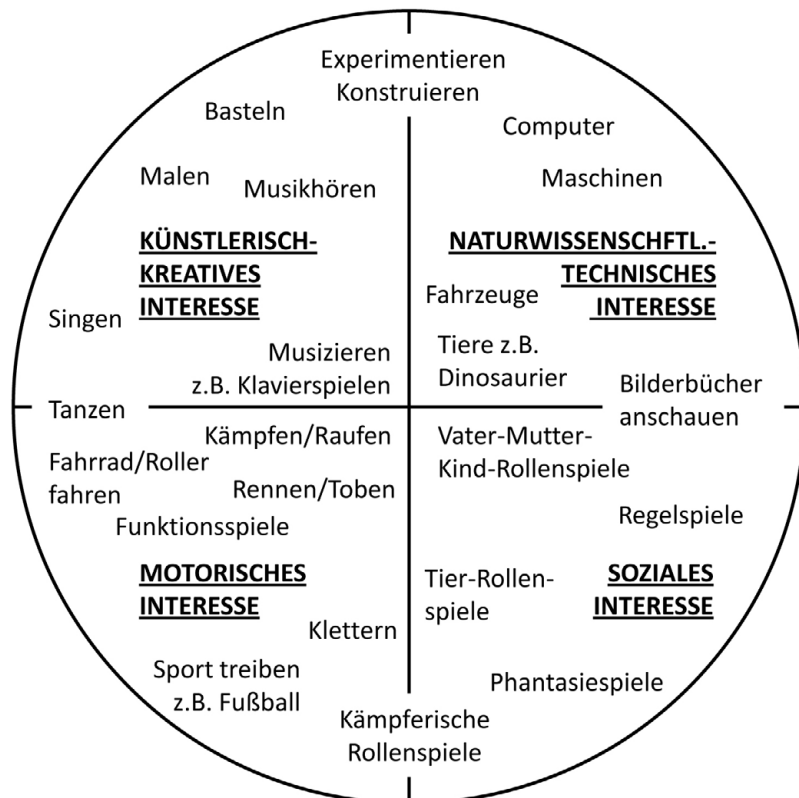 Experimentieren
Konstruieren
Basteln
Computer
Malen
Musikhören
Maschinen
KÜNSTLERISCH-
KREATIVES
INTERESSE
NATURWISSENSCHFTL.-
TECHNISCHES
INTERESSE
Fahrzeuge
Singen
Musizieren
z.B. Klavierspielen
Tiere z.B.
Dinosaurier
Bilderbücher
anschauen
Tanzen
Kämpfen/Raufen
Vater-Mutter-
Kind-Rollenspiele
Fahrrad/Roller
fahren
Rennen/Toben
Funktionsspiele
Regelspiele
MOTORISCHES
INTERESSE
Tier-Rollen-
spiele
SOZIALES
INTERESSE
Klettern
Sport treiben
z.B. Fußball
Phantasiespiele
Kämpferische
Rollenspiele